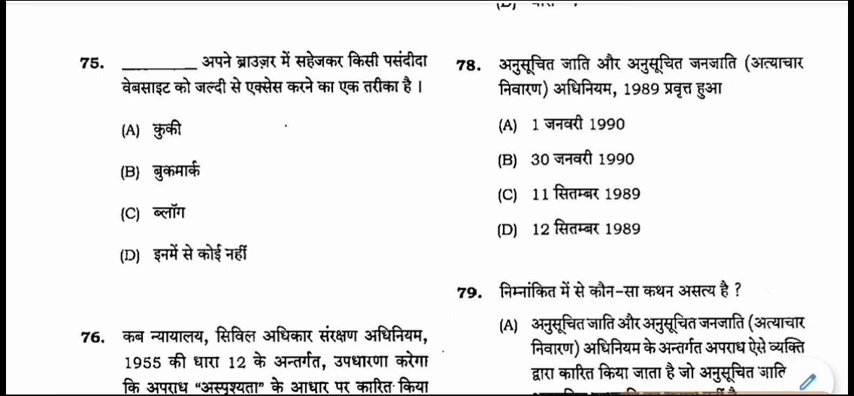 75. ________ अपने ब्राउज़र में सहेजकर किसी पसंदीदा
वेबसाइट को जल्दी से एक्सेस करने का एक तरीका है ।
(A) कुकी
(B) बुकमार्क
(C) ब्लॉग
(D) इनमें से कोई नहीं
76. कब न्यायालय, सिविल अधिकार संरक्षण अधिनियम,
1955 की धारा 12 के अन्तर्गत, उपधारणा करेगा
कि अपराध “अस्पृश्यता” के आधार पर कारित किया
78. अनुसूचित जाति और अनुसूचित जनजाति (अत्याचार
निवारण) अधिनियम, 1989 प्रवृत्त हुआ
(A) 1 जनवरी 1990
(B) 30 जनवरी 1990
(C) 11 सितम्बर 1989
(D) 12 सितम्बर 1989
79. निम्नांकित में से कौन-सा कथन असत्य है ?
(A) अनुसूचित जाति और अनुसूचित जनजाति (अत्याचार
निवारण) अधिनियम के अन्तर्गत अपराध ऐसे व्यक्ति
द्वारा कारित किया जाता है जो अनुसूचित जाति